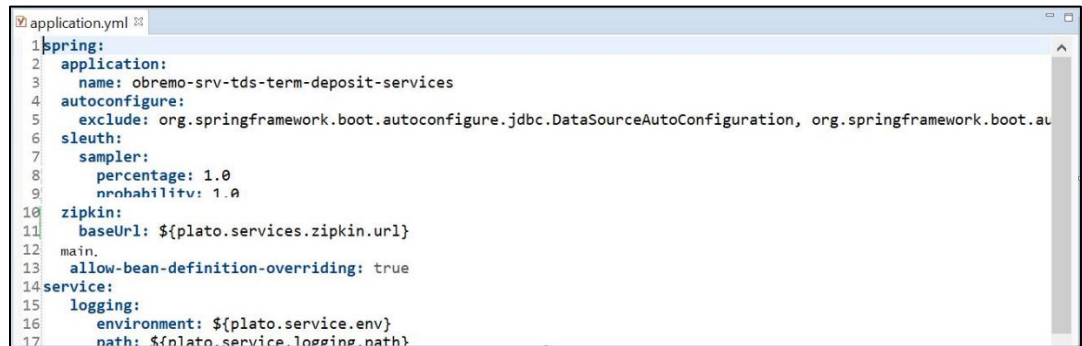 application.yml
1 spring:
2 application:
3 name: obremo-srv-tds-term-deposit-services
4 autoconfigure:
5 exclude: org.springframework.boot.autoconfigure.jdbc.DataSourceAutoConfiguration, org.springframework.boot.au
6 sleuth:
7 sampler:
8 percentage: 1.0
9 probability: 1.0
10 zipkin:
11 baseUrl: ${plato.services.zipkin.url}
12 main.
13 allow-bean-definition-overriding: true
14 service:
15 logging:
16 environment: ${plato.service.env}
17 path: ${plato.service.logging.path}